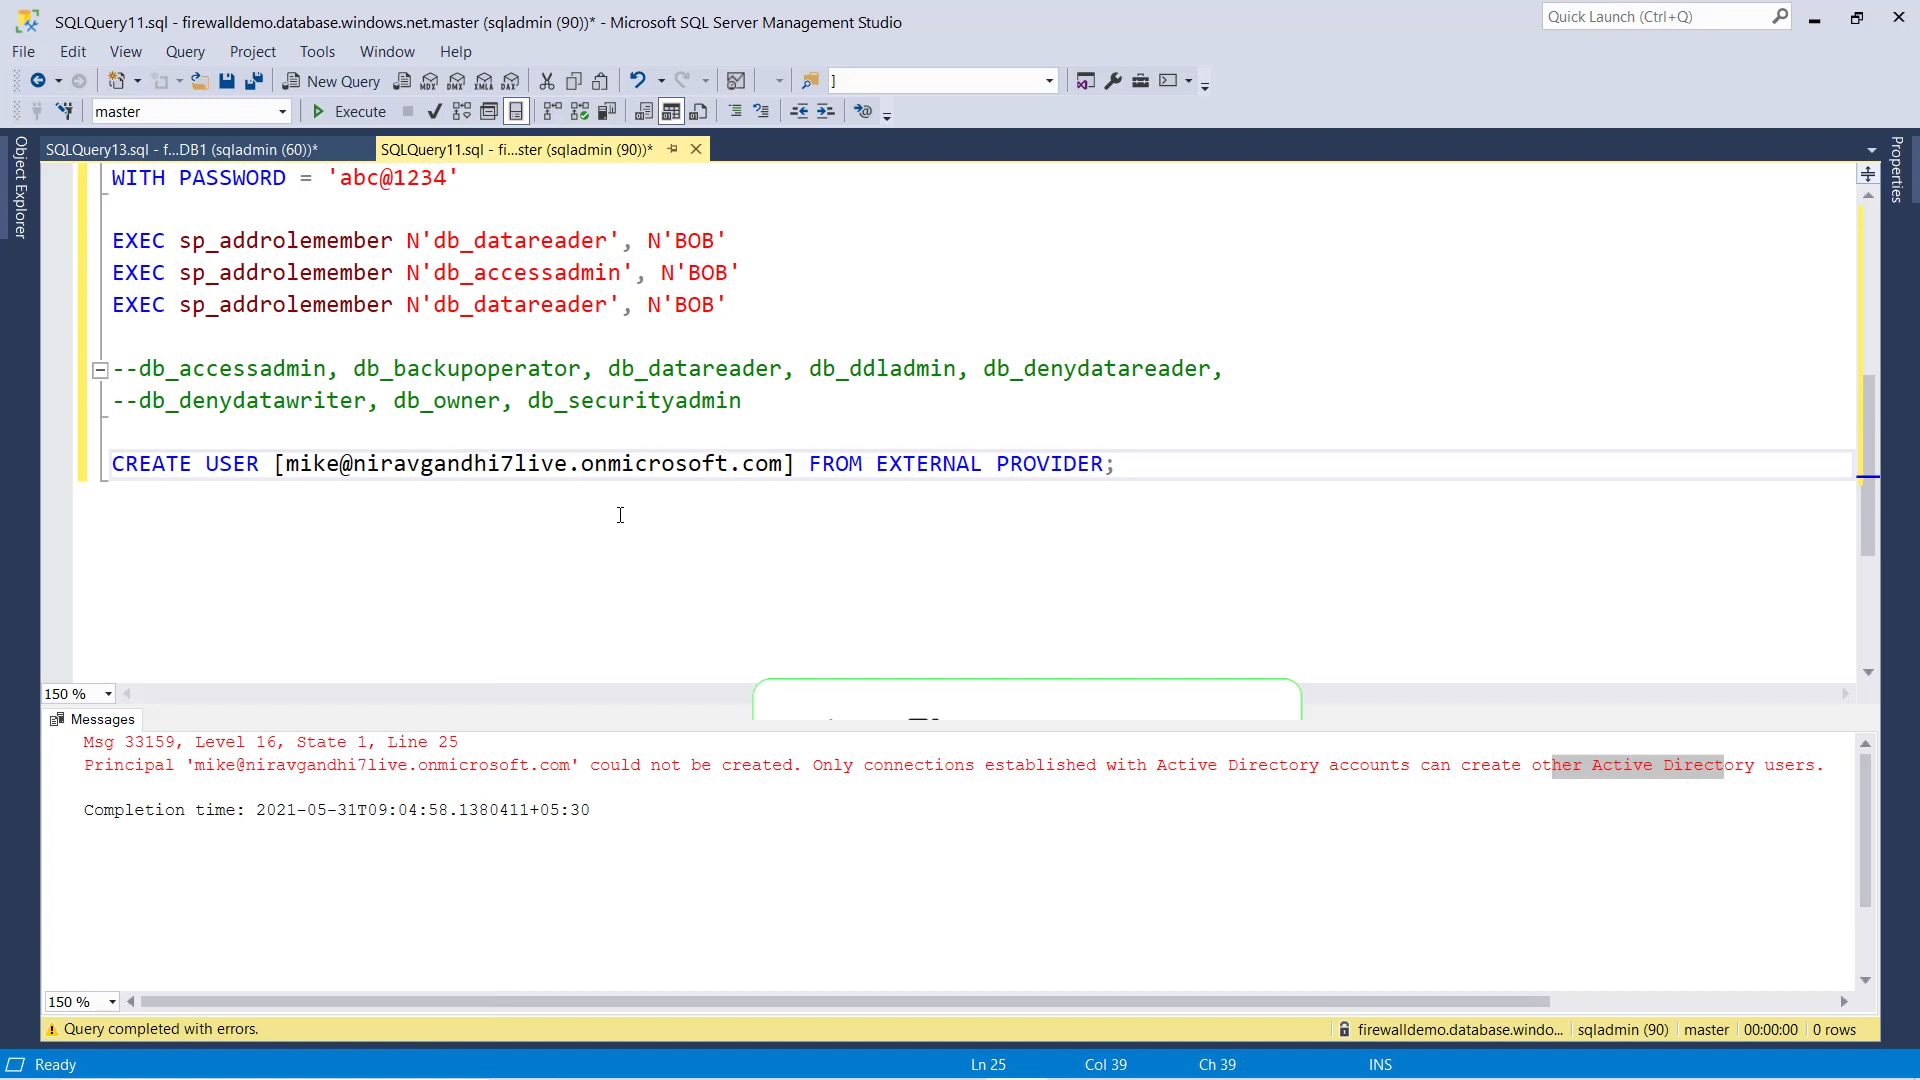 SQLQuery11.sql - firewalldemo.database.windows.net.master (sqladmin (90))* - Microsoft SQL Server Management Studio
Quick Launch (Ctrl+Q)
File Edit View Query Project Tools Window Help
New Query
MDX DMX XMLA DAX
]
master
Execute
Object Explorer
SQLQuery13.sql - f...DB1 (sqladmin (60))*
SQLQuery11.sql - fi...ster (sqladmin (90))*
Properties
WITH PASSWORD = 'abc@1234'
EXEC sp_addrolemember N'db_datareader', N'BOB'
EXEC sp_addrolemember N'db_accessadmin', N'BOB'
EXEC sp_addrolemember N'db_datareader', N'BOB'
--db_accessadmin, db_backupoperator, db_datareader, db_ddladmin, db_denydatareader,
--db_denydatawriter, db_owner, db_securityadmin
CREATE USER [mike@niravgandhi7live.onmicrosoft.com] FROM EXTERNAL PROVIDER;
150 %
Messages
Msg 33159, Level 16, State 1, Line 25
Principal 'mike@niravgandhi7live.onmicrosoft.com' could not be created. Only connections established with Active Directory accounts can create other Active Directory users.
Completion time: 2021-05-31T09:04:58.1380411+05:30
150 %
Query completed with errors.
firewalldemo.database.windo... sqladmin (90) master 00:00:00 0 rows
Ready Ln 25 Col 39 Ch 39 INS